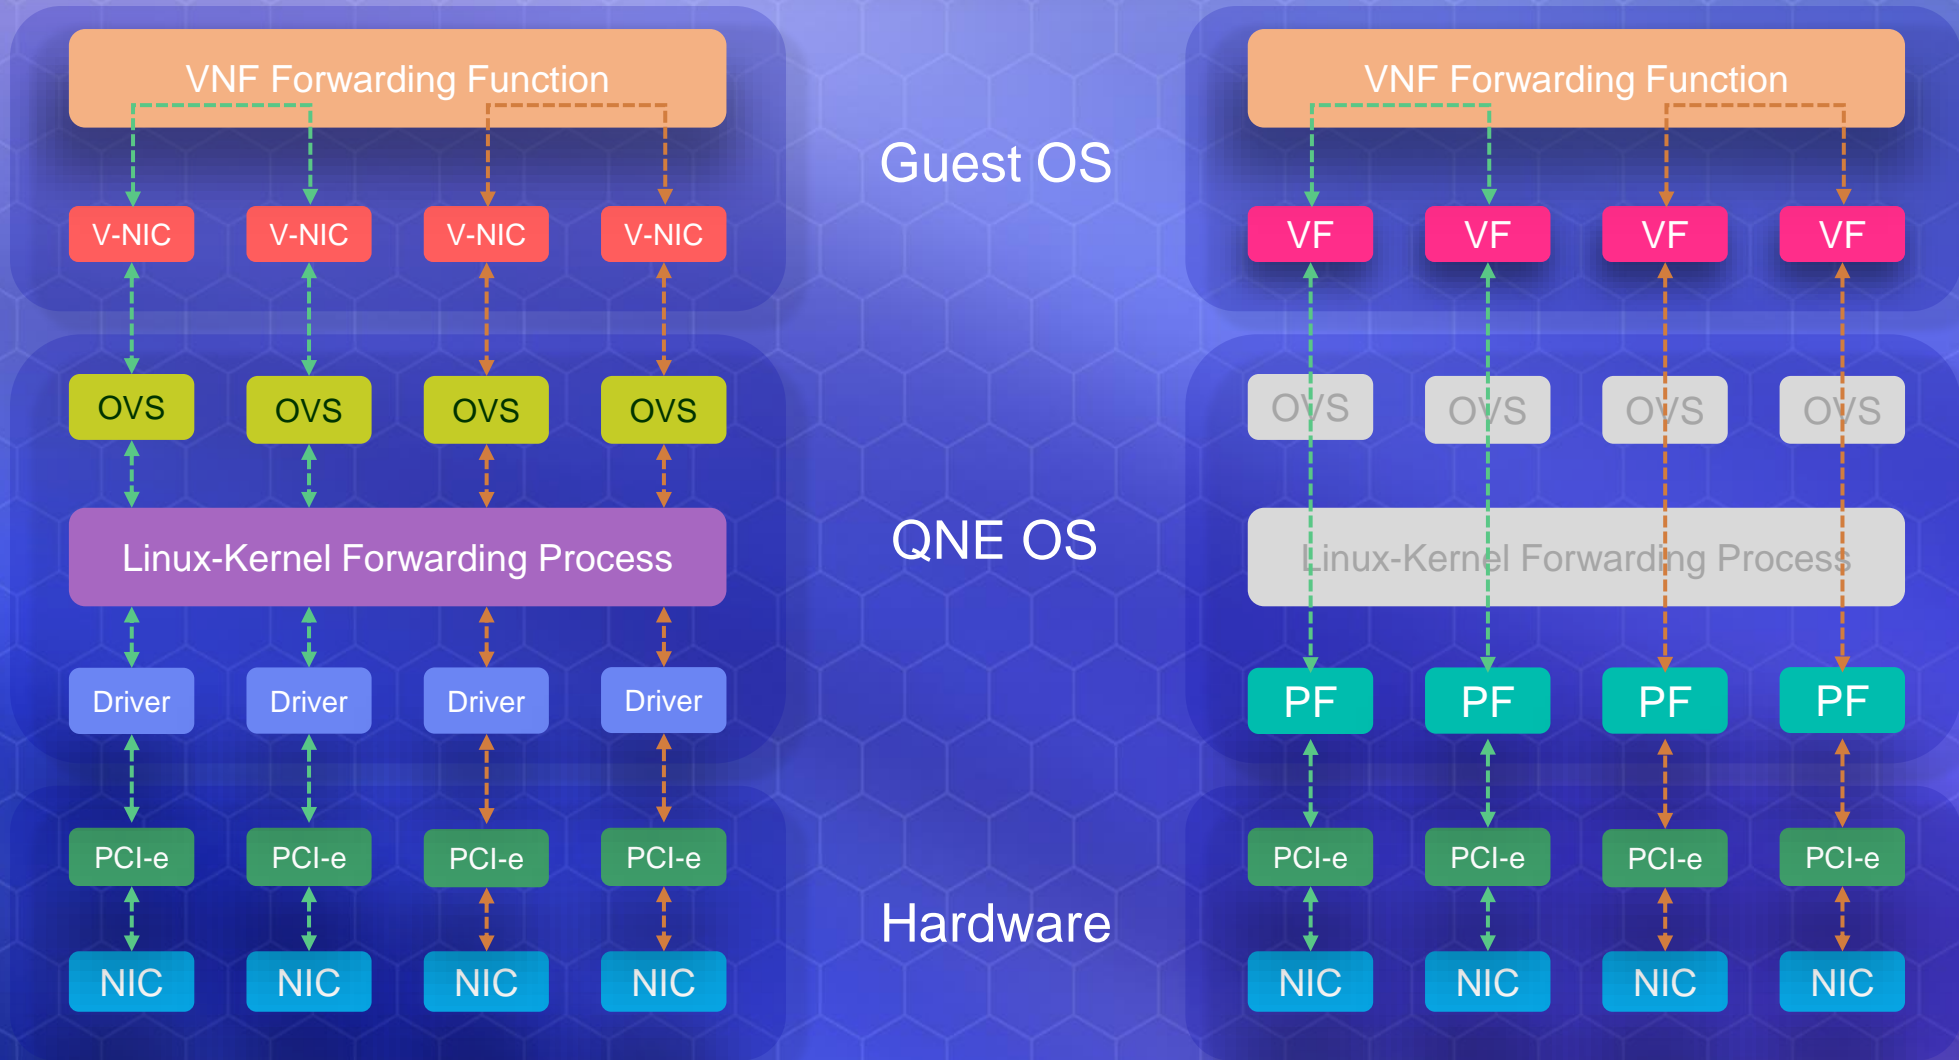 VNF Forwarding Function
V-NIC V-NIC V-NIC V-NIC
OVS OVS OVS OVS
Linux-Kernel Forwarding Process
Driver Driver Driver Driver
PCI-e PCI-e PCI-e PCI-e
NIC NIC NIC NIC
Guest OS
QNE OS
Hardware
VNF Forwarding Function
VF VF VF VF
OVS OVS OVS OVS
Linux-Kernel Forwarding Process
PF PF PF PF
PCI-e PCI-e PCI-e PCI-e
NIC NIC NIC NIC